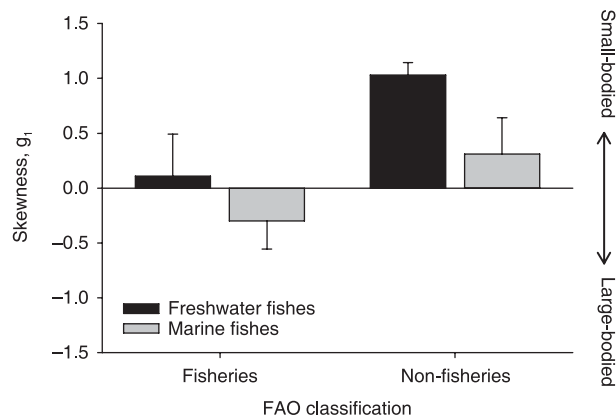 1.5
1.0
0.5
0.0
–0.5
–1.0
–1.5
Skewness, g₁
Freshwater fishes
Marine fishes
Fisheries
Non-fisheries
FAO classification
Small-bodied
Large-bodied